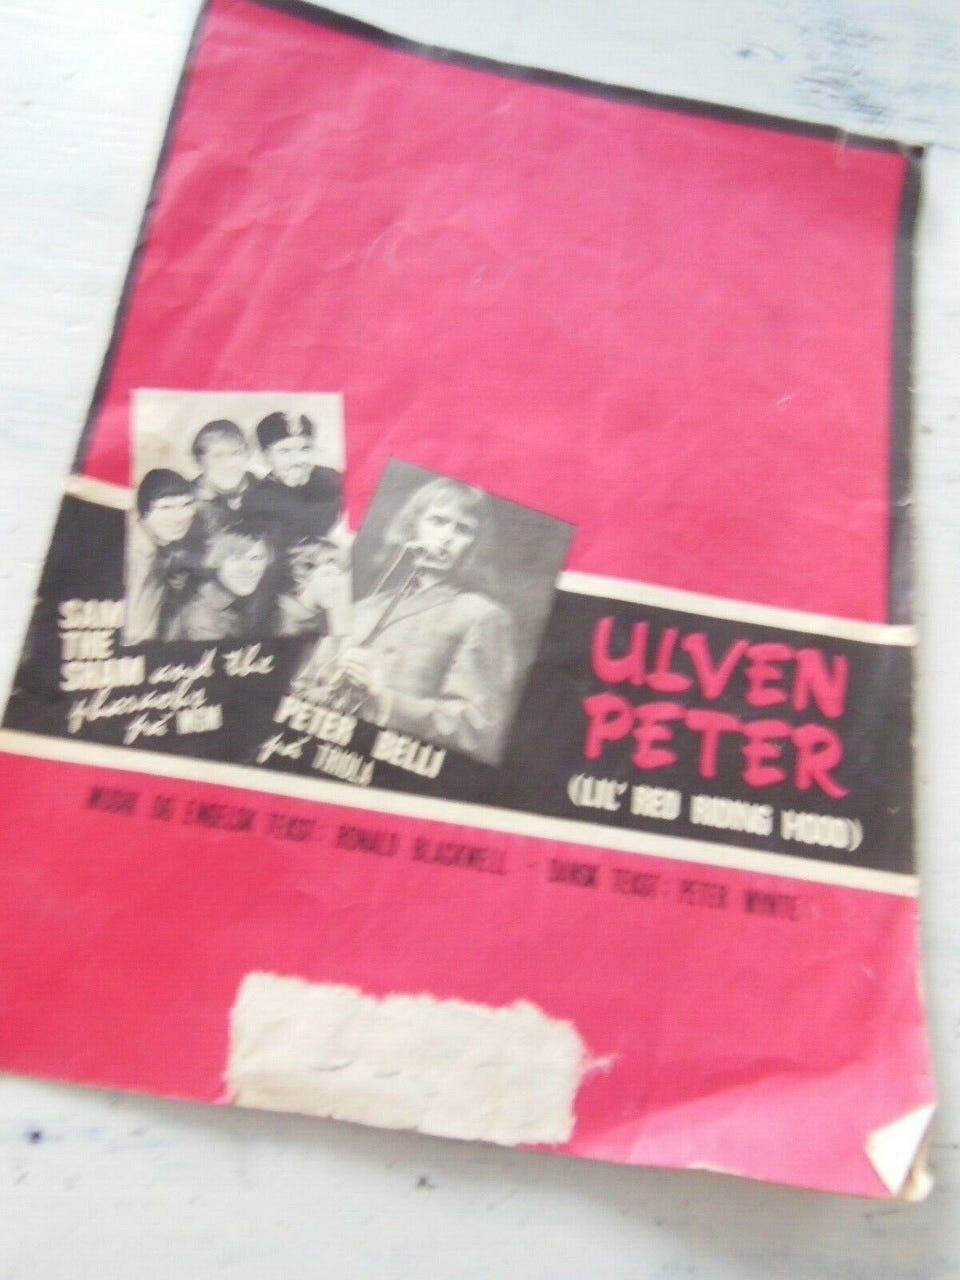 SAM
THE
SHAM and the
pharaohs
på MGM
PETER BELLI
på TRIOLA
ULVEN
PETER
(LIL' RED RIDING HOOD)
MUSIK OG ENGELSK TEKST: RONALD BLACKWELL - DANSK TEKST: PETER MYNTE